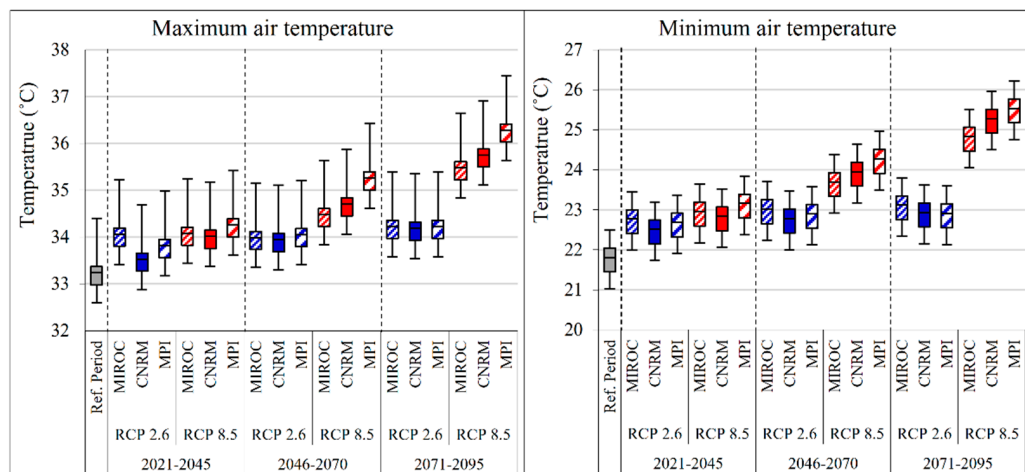 Maximum air temperature
Temperatrue (˚C)
38
37
36
35
34
33
32
Ref. Period
MIROC
CNRM
MPI
MIROC
CNRM
MPI
MIROC
CNRM
MPI
MIROC
CNRM
MPI
MIROC
CNRM
MPI
MIROC
CNRM
MPI
RCP 2.6 RCP 8.5 RCP 2.6 RCP 8.5 RCP 2.6 RCP 8.5
2021-2045 2046-2070 2071-2095
Minimum air temperature
Temperatrue (˚C)
27
26
25
24
23
22
21
20
Ref. Period
MIROC
CNRM
MPI
MIROC
CNRM
MPI
MIROC
CNRM
MPI
MIROC
CNRM
MPI
MIROC
CNRM
MPI
MIROC
CNRM
MPI
RCP 2.6 RCP 8.5 RCP 2.6 RCP 8.5 RCP 2.6 RCP 8.5
2021-2045 2046-2070 2071-2095